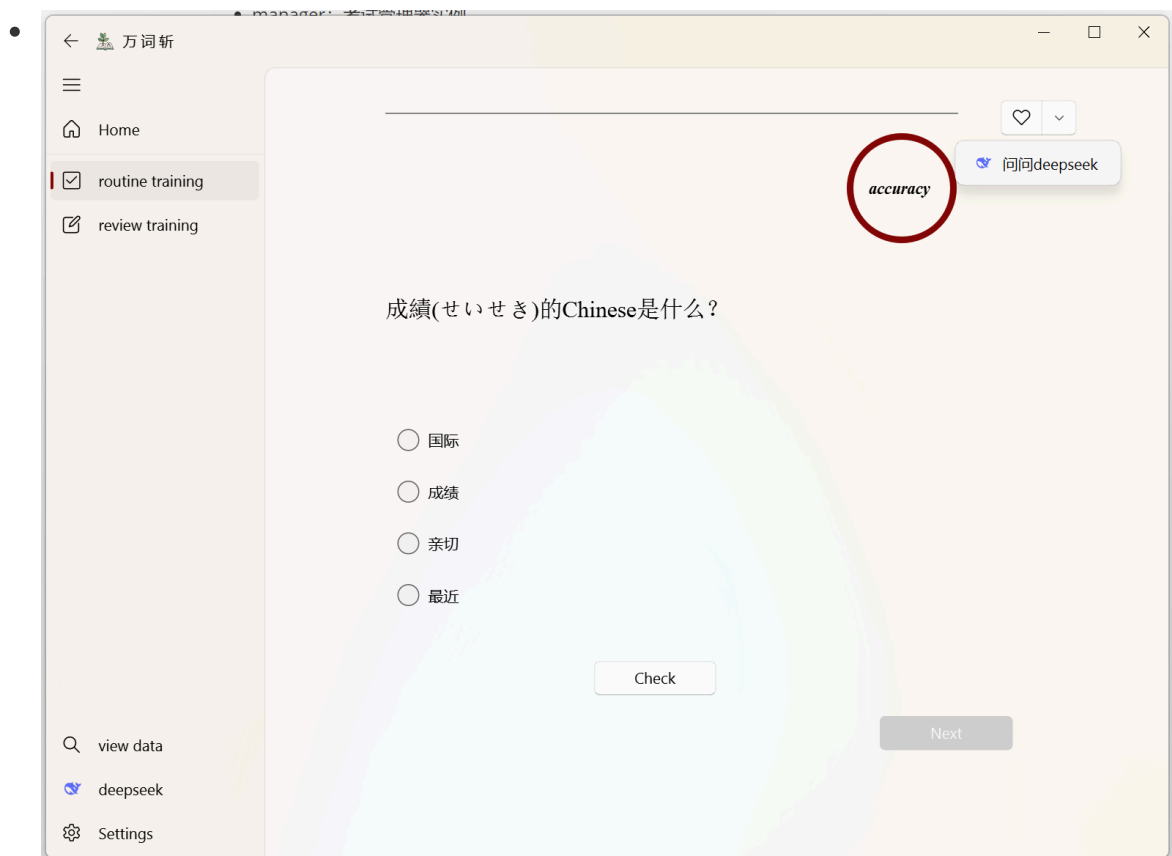 万词斩
Home
routine training
review training
问问deepseek
accuracy
成績(せいせき)的Chinese是什么？
国际
成绩
亲切
最近
Check
Next
view data
deepseek
Settings